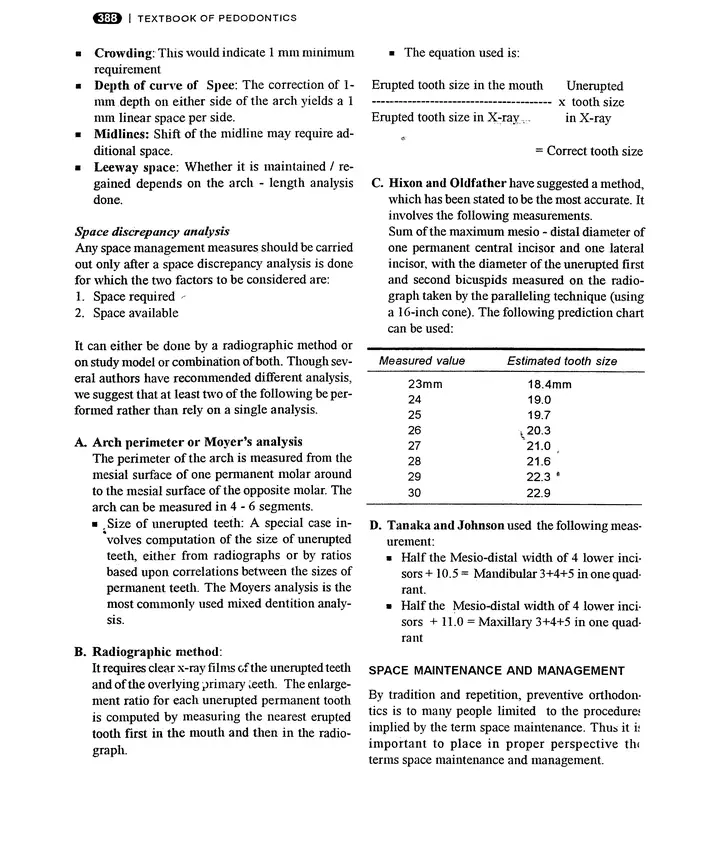 388 | TEXTBOOK OF PEDODONTICS
▪ Crowding: This would indicate 1 mm minimum
requirement
▪ Depth of curve of Spee: The correction of 1-
mm depth on either side of the arch yields a 1
mm linear space per side.
▪ Midlines: Shift of the midline may require ad-
ditional space.
▪ Leeway space: Whether it is maintained / re-
gained depends on the arch - length analysis
done.
Space discrepancy analysis
Any space management measures should be carried
out only after a space discrepancy analysis is done
for which the two factors to be considered are:
1. Space required
2. Space available
It can either be done by a radiographic method or
on study model or combination of both. Though sev-
eral authors have recommended different analysis,
we suggest that at least two of the following be per-
formed rather than rely on a single analysis.
A. Arch perimeter or Moyer's analysis
The perimeter of the arch is measured from the
mesial surface of one permanent molar around
to the mesial surface of the opposite molar. The
arch can be measured in 4 - 6 segments.
▪ Size of unerupted teeth: A special case in-
volves computation of the size of unerupted
teeth, either from radiographs or by ratios
based upon correlations between the sizes of
permanent teeth. The Moyers analysis is the
most commonly used mixed dentition analy-
sis.
B. Radiographic method:
It requires clear x-ray films of the unerupted teeth
and of the overlying primary teeth. The enlarge-
ment ratio for each unerupted permanent tooth
is computed by measuring the nearest erupted
tooth first in the mouth and then in the radio-
graph.
▪ The equation used is:
Erupted tooth size in the mouth Unerupted
---------------------------------------- x tooth size
Erupted tooth size in X-ray in X-ray
= Correct tooth size
C. Hixon and Oldfather have suggested a method,
which has been stated to be the most accurate. It
involves the following measurements.
Sum of the maximum mesio - distal diameter of
one permanent central incisor and one lateral
incisor, with the diameter of the unerupted first
and second bicuspids measured on the radio-
graph taken by the paralleling technique (using
a 16-inch cone). The following prediction chart
can be used:
Measured value Estimated tooth size
23mm 18.4mm
24 19.0
25 19.7
26 20.3
27 21.0
28 21.6
29 22.3
30 22.9
D. Tanaka and Johnson used the following meas-
urement:
▪ Half the Mesio-distal width of 4 lower inci-
sors + 10.5 = Mandibular 3+4+5 in one quad-
rant.
▪ Half the Mesio-distal width of 4 lower inci-
sors + 11.0 = Maxillary 3+4+5 in one quad-
rant
SPACE MAINTENANCE AND MANAGEMENT
By tradition and repetition, preventive orthodon-
tics is to many people limited to the procedures
implied by the term space maintenance. Thus it is
important to place in proper perspective the
terms space maintenance and management.